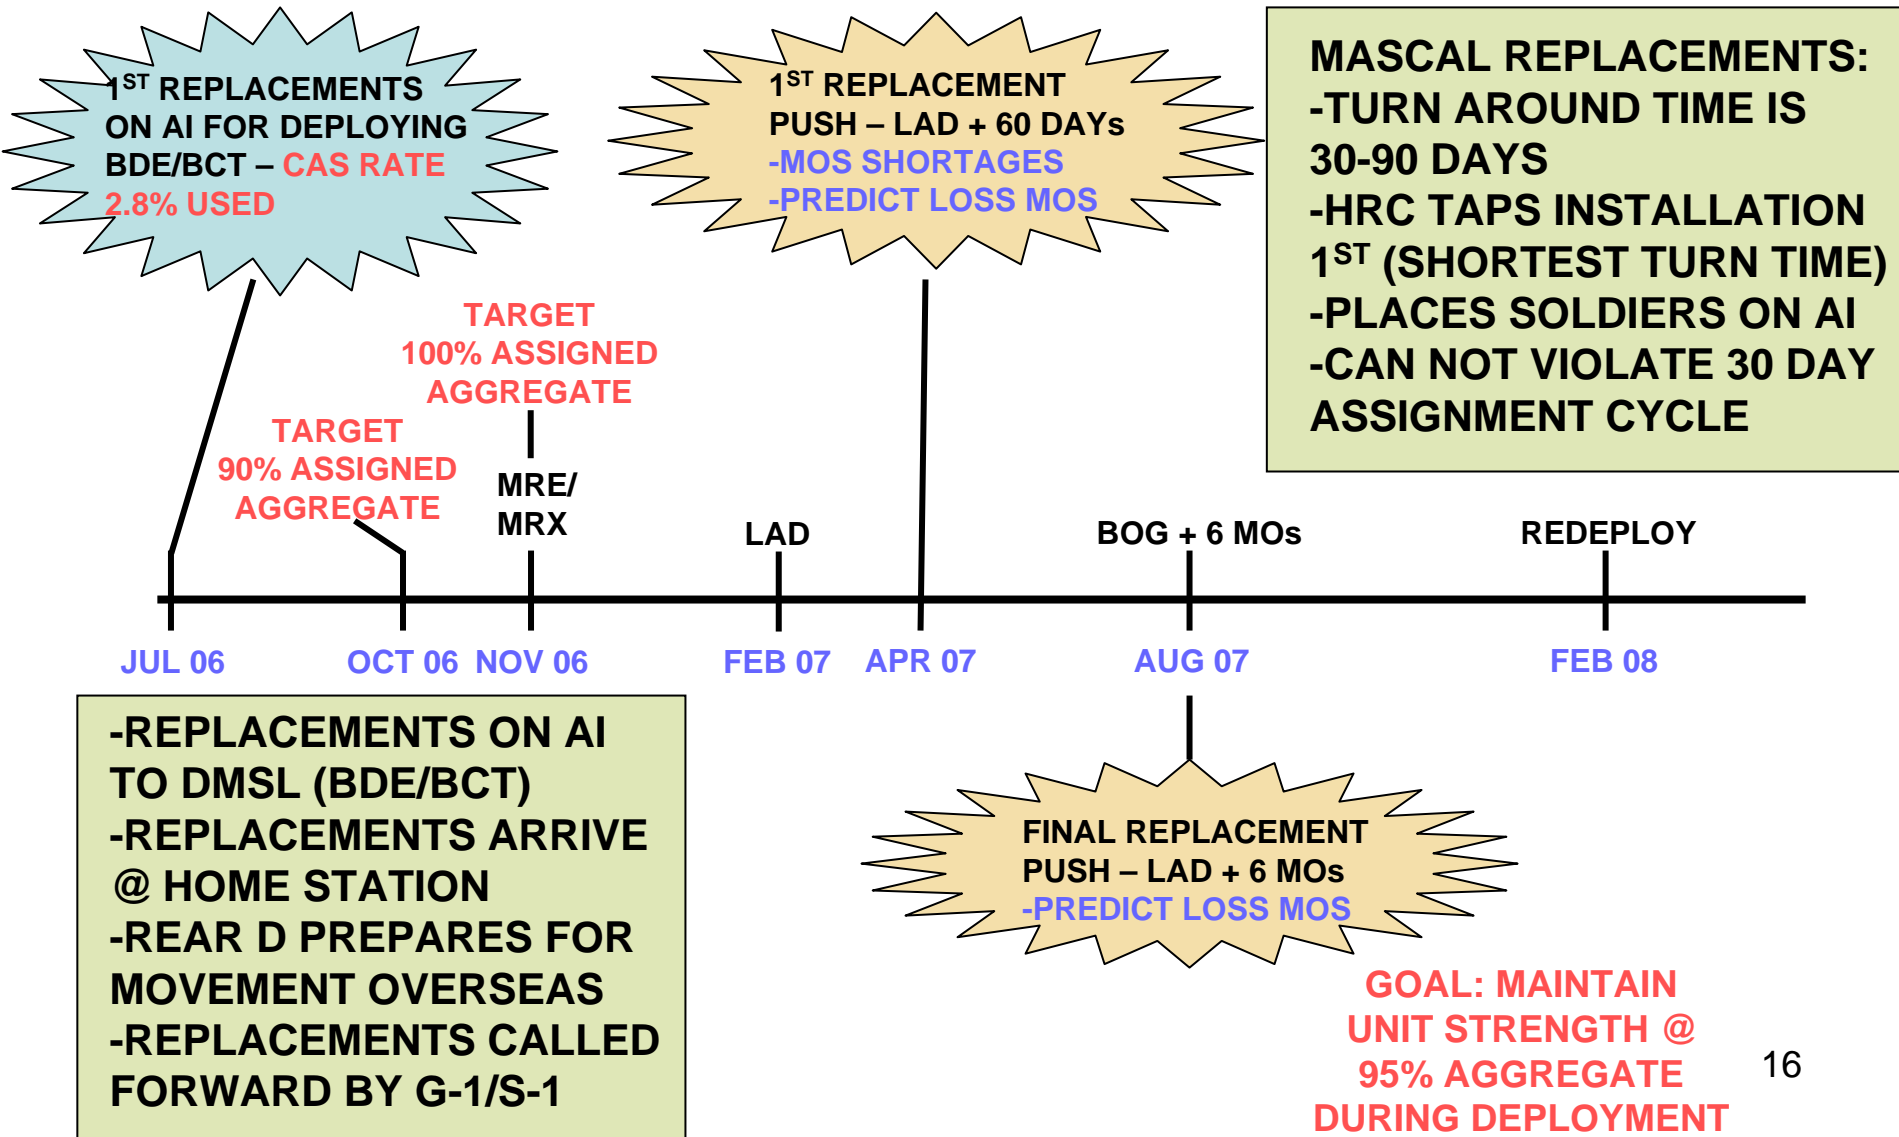 1ST REPLACEMENTS
ON AI FOR DEPLOYING
BDE/BCT – CAS RATE
2.8% USED
1ST REPLACEMENT
PUSH – LAD + 60 DAYs
-MOS SHORTAGES
-PREDICT LOSS MOS
MASCAL REPLACEMENTS:
-TURN AROUND TIME IS
30-90 DAYS
-HRC TAPS INSTALLATION
1ST (SHORTEST TURN TIME)
-PLACES SOLDIERS ON AI
-CAN NOT VIOLATE 30 DAY
ASSIGNMENT CYCLE
TARGET
100% ASSIGNED
AGGREGATE
TARGET
90% ASSIGNED
AGGREGATE
MRE/
MRX
LAD
BOG + 6 MOs
REDEPLOY
JUL 06
OCT 06
NOV 06
FEB 07
APR 07
AUG 07
FEB 08
-REPLACEMENTS ON AI
TO DMSL (BDE/BCT)
-REPLACEMENTS ARRIVE
@ HOME STATION
-REAR D PREPARES FOR
MOVEMENT OVERSEAS
-REPLACEMENTS CALLED
FORWARD BY G-1/S-1
FINAL REPLACEMENT
PUSH – LAD + 6 MOs
-PREDICT LOSS MOS
GOAL: MAINTAIN
UNIT STRENGTH @
95% AGGREGATE
DURING DEPLOYMENT
16